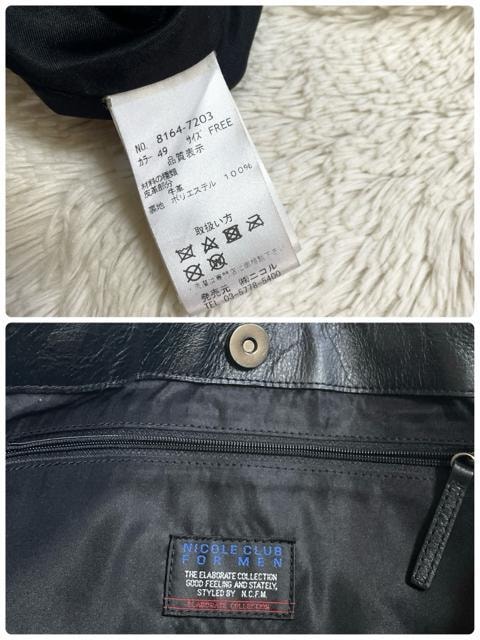 NO. 8164-7203
カラー 49 サイズ FREE
品質表示
材料の種類
皮革部分 牛革
裏地 ポリエステル 100%
取扱い方
発売元 ㈱ニコル
TEL 03-5778-5400
NICOLE CLUB
FOR MEN
THE ELABORATE COLLECTION
GOOD FEELING AND STATELY,
STYLED BY N.C.F.M.
ELABORATE COLLECTION